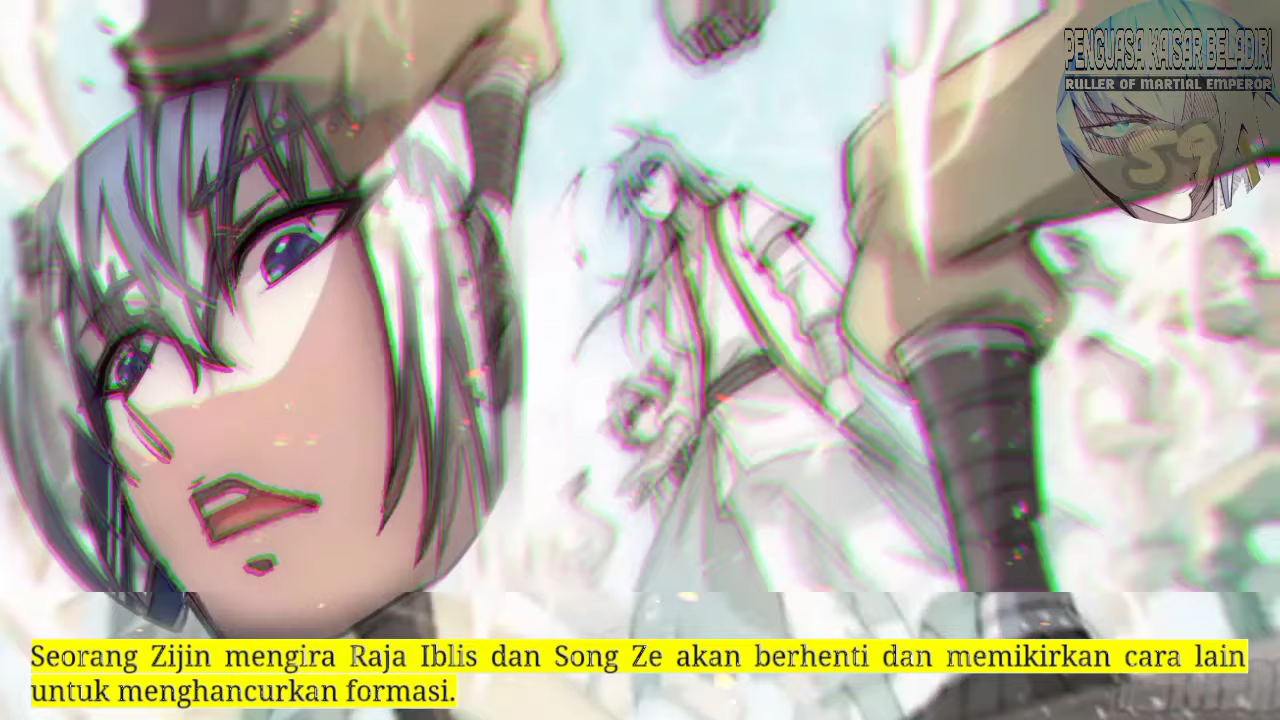 PENGUASA KAISAR BELADIRI
RULLER OF MARTIAL EMPEROR
59
Seorang Zijin mengira Raja Iblis dan Song Ze akan berhenti dan memikirkan cara lain
untuk menghancurkan formasi.